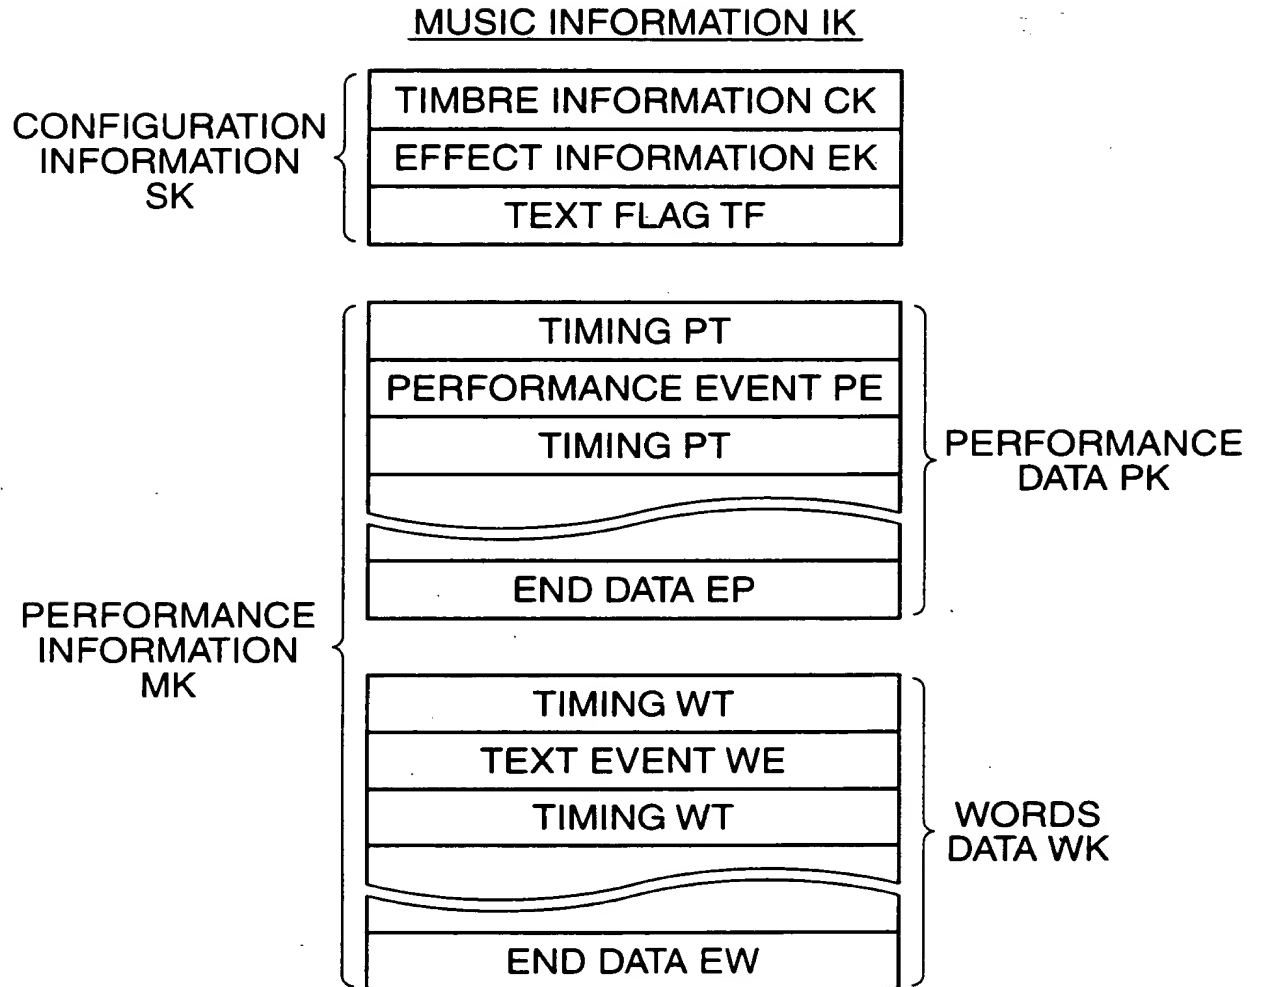 MUSIC INFORMATION IK
CONFIGURATION
INFORMATION
SK
TIMBRE INFORMATION CK
EFFECT INFORMATION EK
TEXT FLAG TF
PERFORMANCE
INFORMATION
MK
TIMING PT
PERFORMANCE EVENT PE
TIMING PT
END DATA EP
PERFORMANCE
DATA PK
TIMING WT
TEXT EVENT WE
TIMING WT
END DATA EW
WORDS
DATA WK